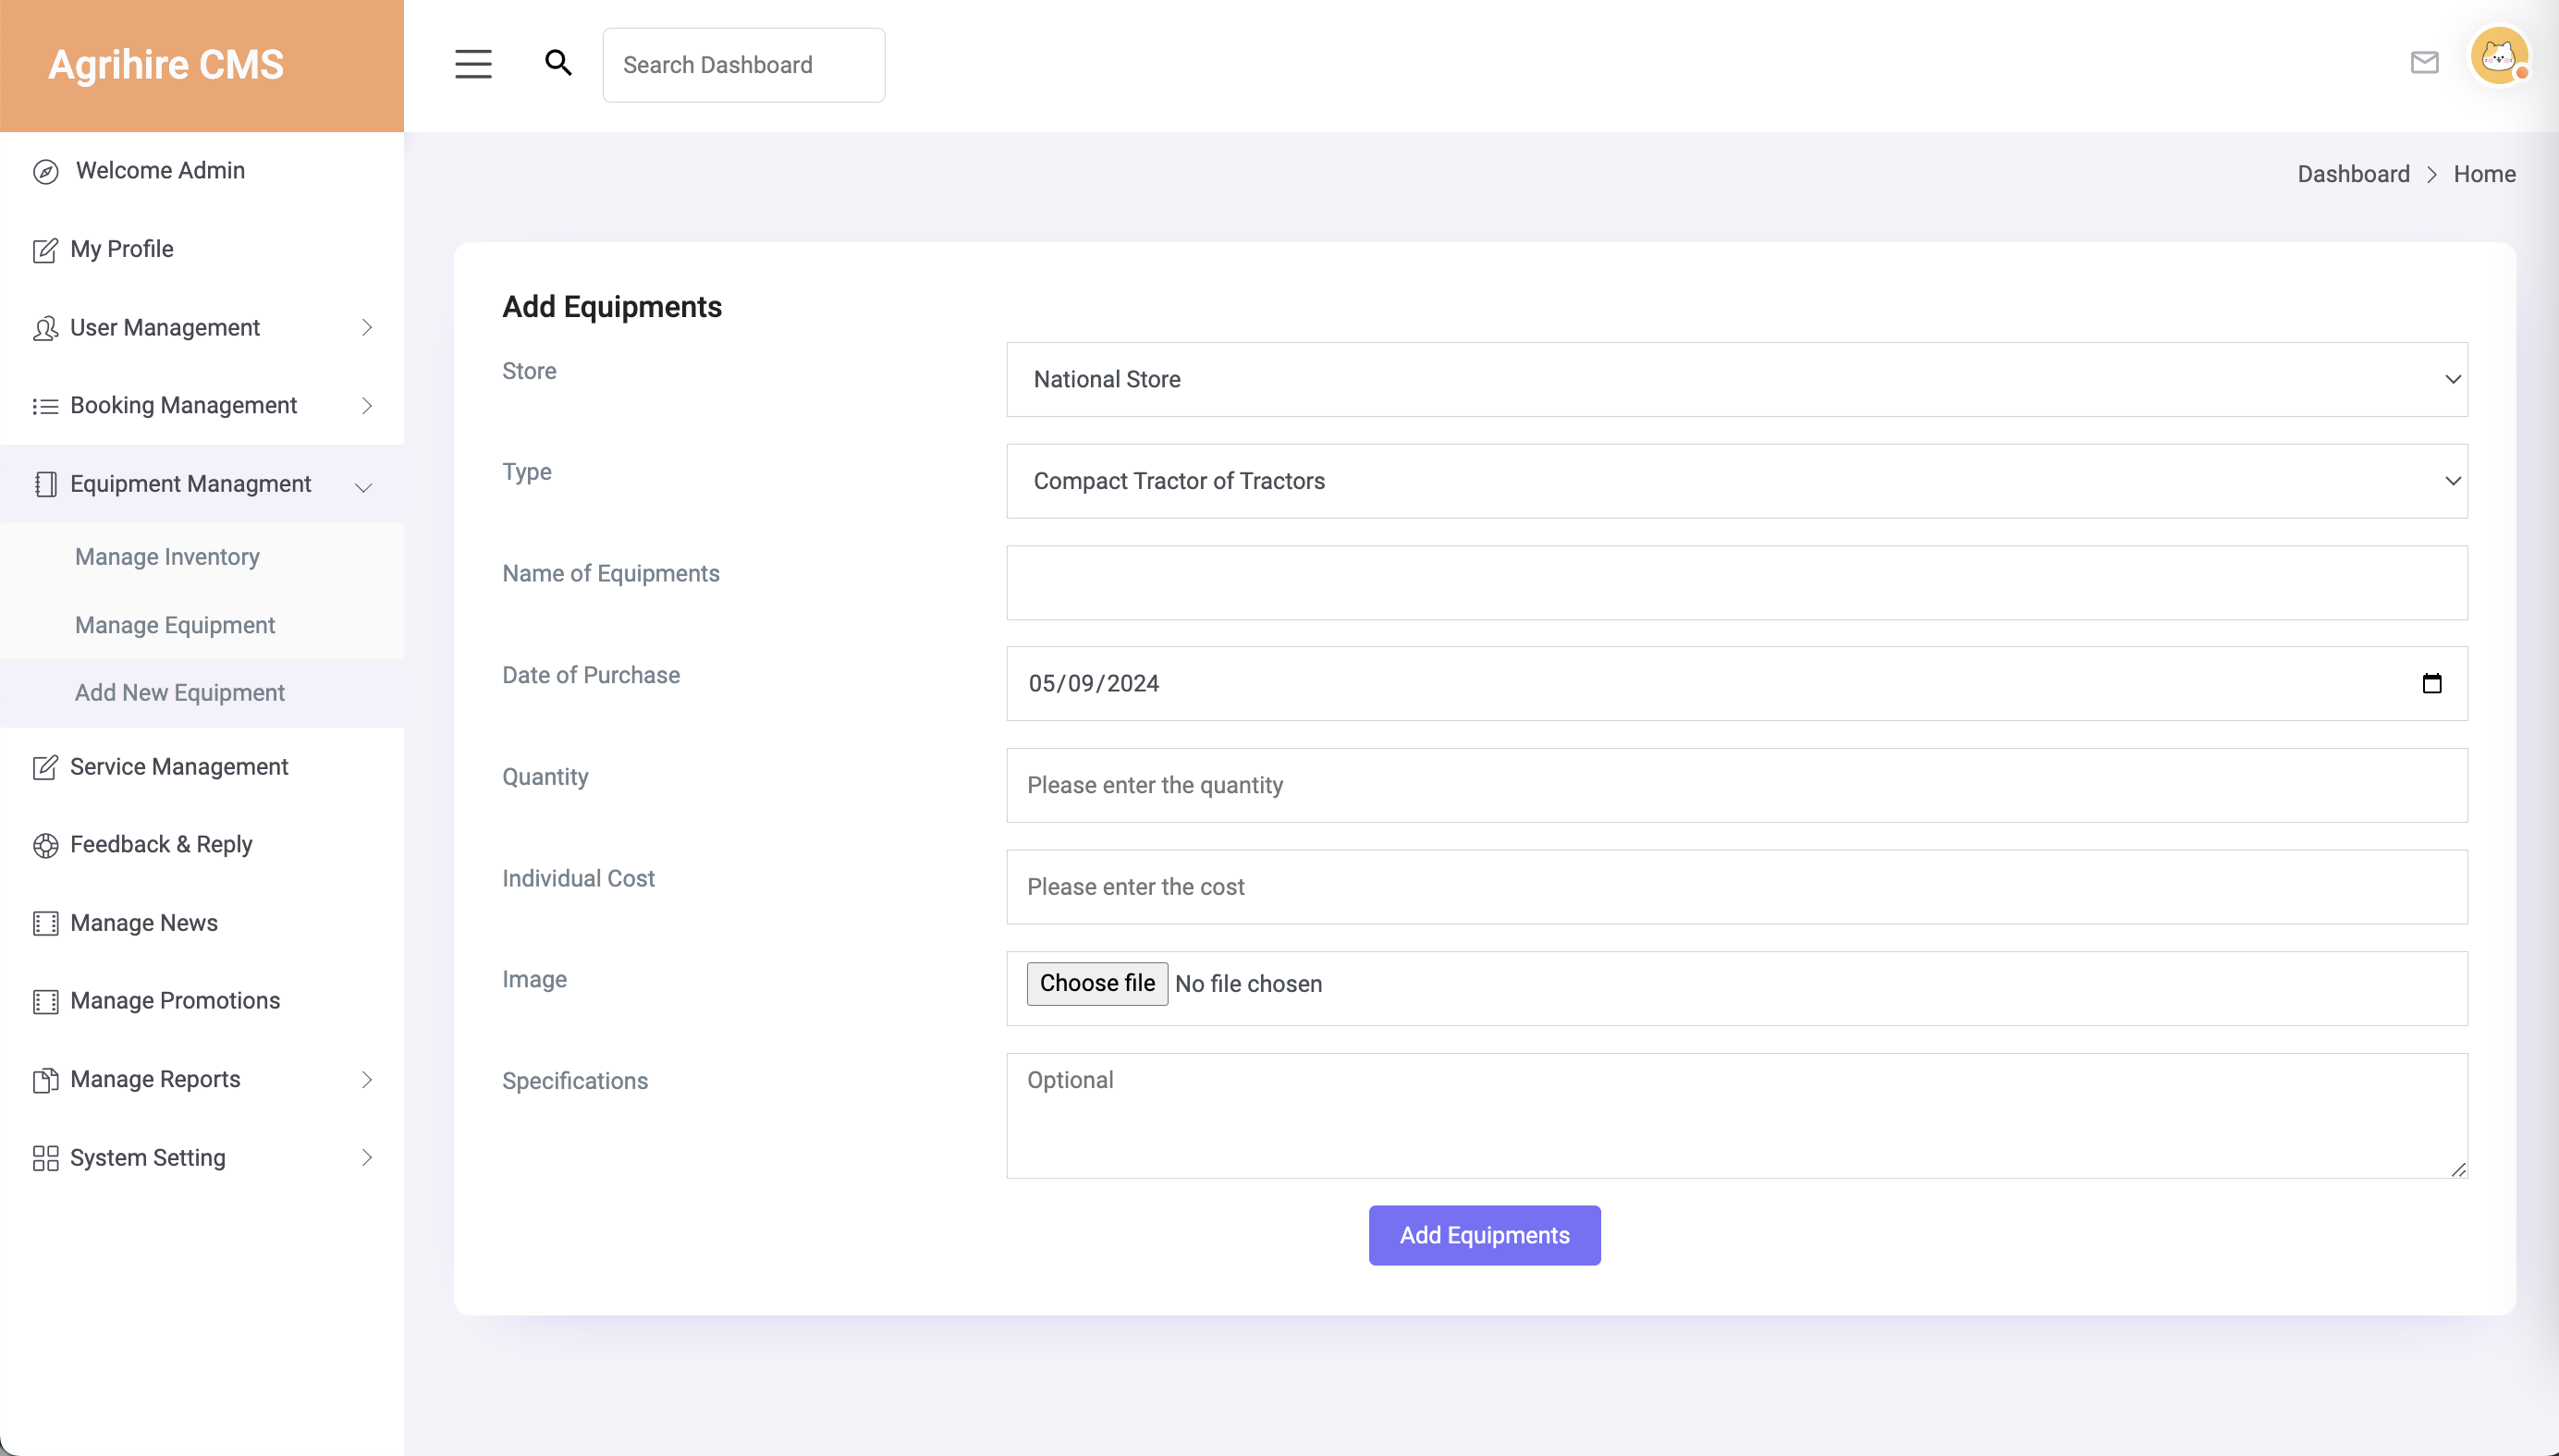 Agrihire CMS
Search Dashboard
Welcome Admin
My Profile
User Management
Booking Management
Equipment Managment
Manage Inventory
Manage Equipment
Add New Equipment
Service Management
Feedback & Reply
Manage News
Manage Promotions
Manage Reports
System Setting
Dashboard > Home
Add Equipments
Store
National Store
Type
Compact Tractor of Tractors
Name of Equipments
Date of Purchase
05/09/2024
Quantity
Please enter the quantity
Individual Cost
Please enter the cost
Image
Choose file No file chosen
Specifications
Optional
Add Equipments